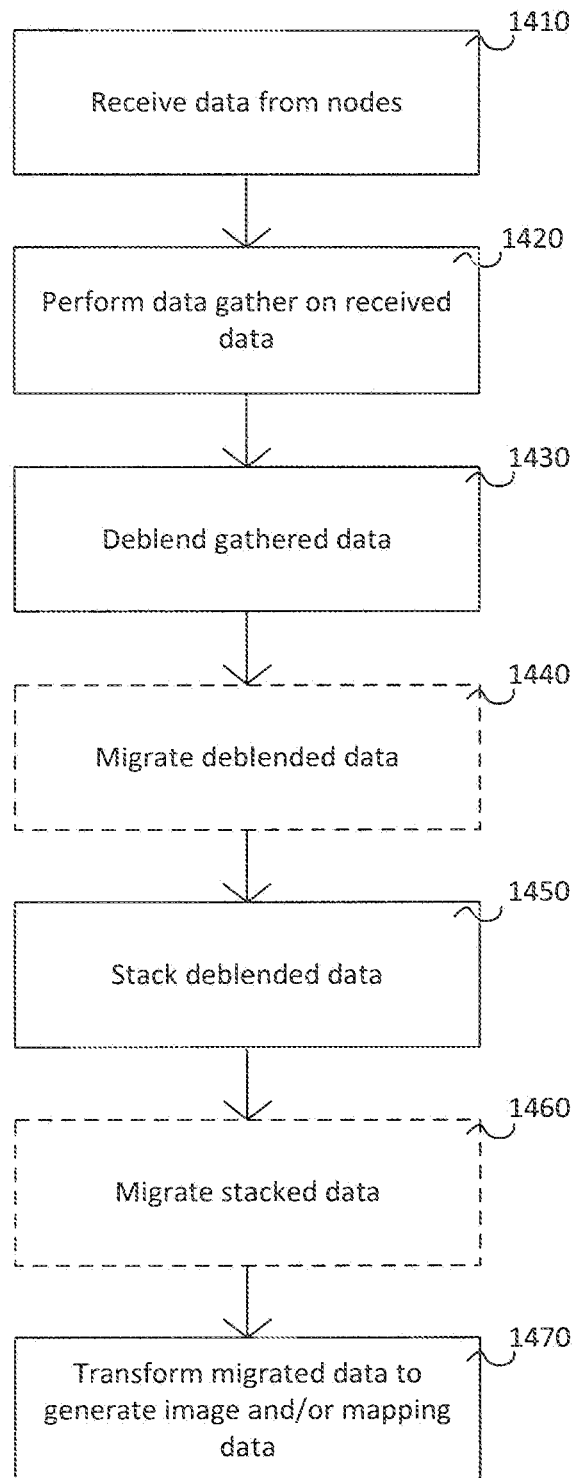 1410
Receive data from nodes
1420
Perform data gather on received
data
1430
Deblend gathered data
1440
Migrate deblended data
1450
Stack deblended data
1460
Migrate stacked data
1470
Transform migrated data to
generate image and/or mapping
data